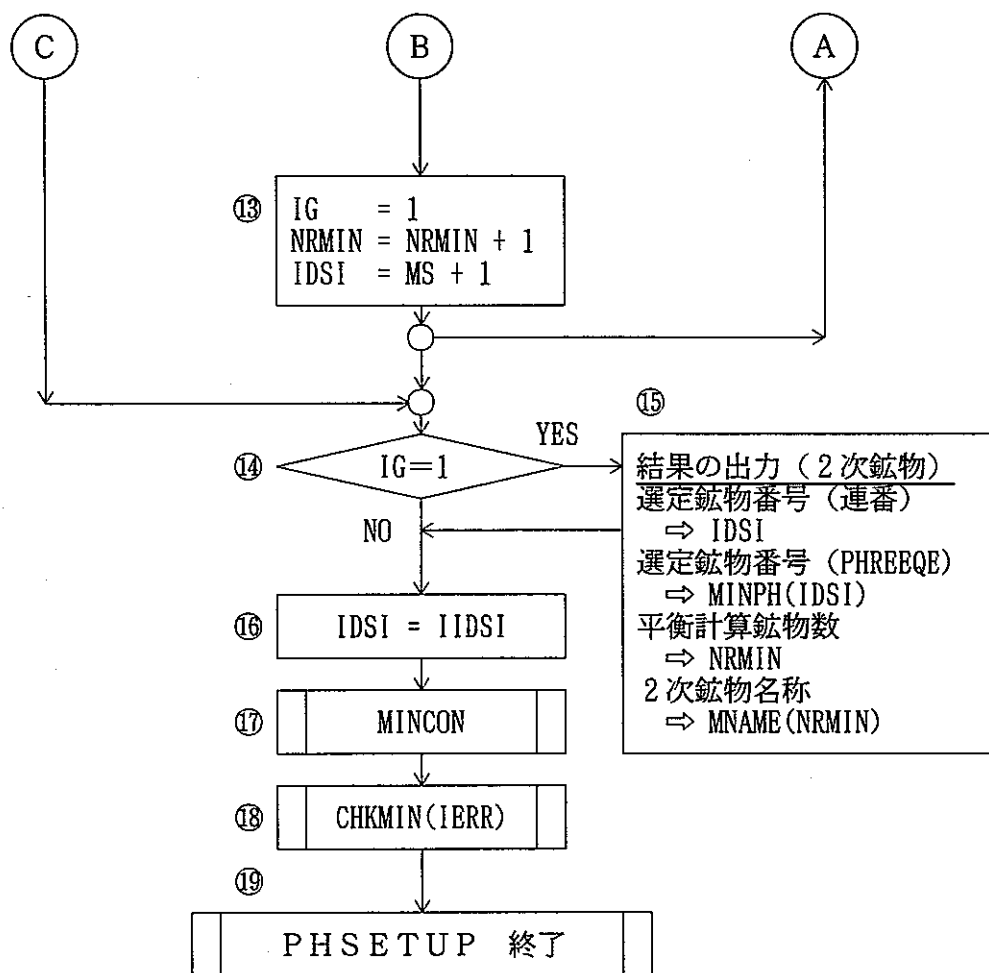 C
B
A
⑬
IG = 1
NRMIN = NRMIN + 1
IDSI = MS + 1
⑭
IG=1
YES
NO
⑮
結果の出力（2次鉱物）
選定鉱物番号（連番）
⇨ IDSI
選定鉱物番号（PHREEQE）
⇨ MINPH(IDSI)
平衡計算鉱物数
⇨ NRMIN
2次鉱物名称
⇨ MNAME(NRMIN)
⑯
IDSI = IIDSI
⑰
MINCON
⑱
CHKMIN(IERR)
⑲
PHSETUP 終了